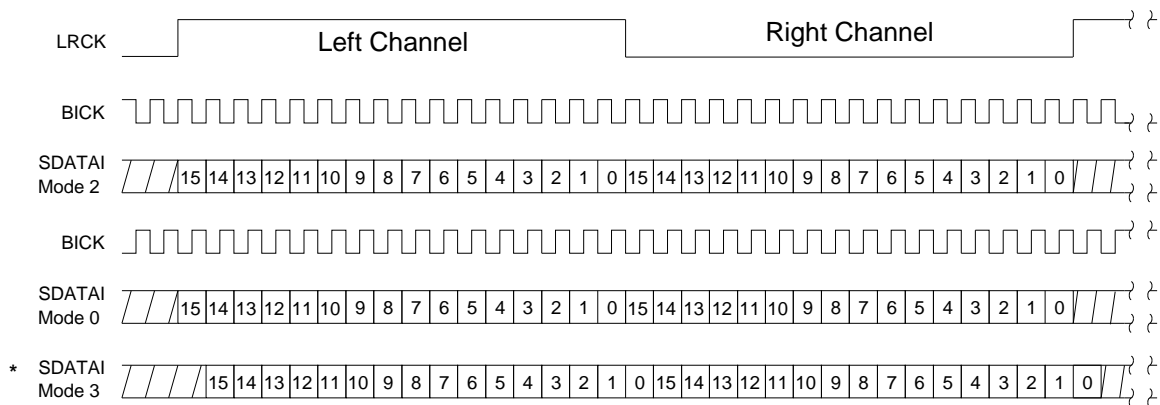 LRCK Left Channel Right Channel
BICK
SDATAI
Mode 2 15 14 13 12 11 10 9 8 7 6 5 4 3 2 1 0 15 14 13 12 11 10 9 8 7 6 5 4 3 2 1 0
BICK
SDATAI
Mode 0 15 14 13 12 11 10 9 8 7 6 5 4 3 2 1 0 15 14 13 12 11 10 9 8 7 6 5 4 3 2 1 0
* SDATAI
Mode 3 15 14 13 12 11 10 9 8 7 6 5 4 3 2 1 0 15 14 13 12 11 10 9 8 7 6 5 4 3 2 1 0